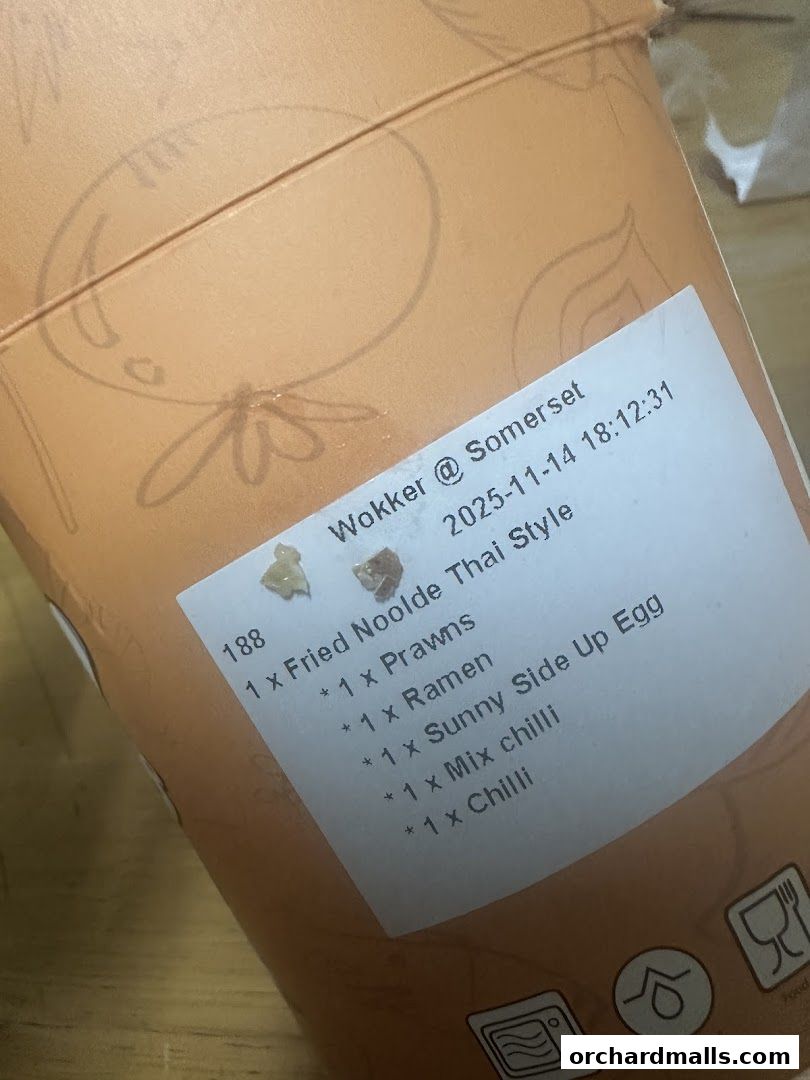 Wokker @ Somerset
2025-11-14 18:12:31
188
1 x Fried Noolde Thai Style
* 1 x Prawns
* 1 x Ramen
* 1 x Sunny Side Up Egg
* 1 x Mix chilli
* 1 x Chilli
orchardmalls.com